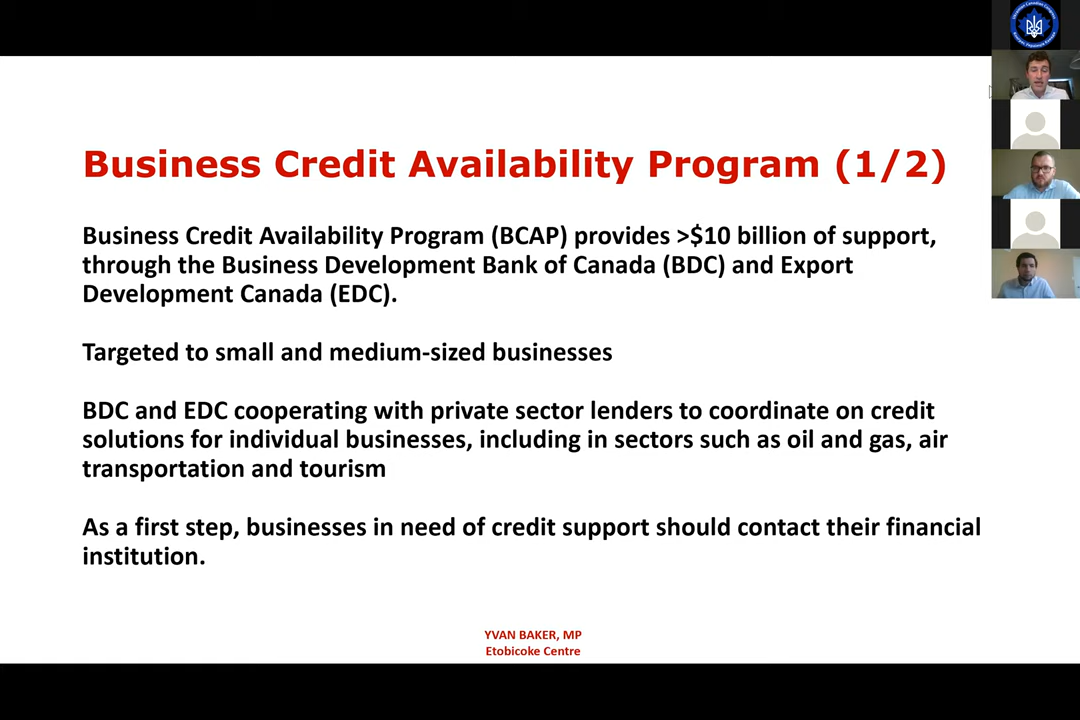 Business Credit Availability Program (1/2)
Business Credit Availability Program (BCAP) provides >$10 billion of support,
through the Business Development Bank of Canada (BDC) and Export
Development Canada (EDC).
Targeted to small and medium-sized businesses
BDC and EDC cooperating with private sector lenders to coordinate on credit
solutions for individual businesses, including in sectors such as oil and gas, air
transportation and tourism
As a first step, businesses in need of credit support should contact their financial
institution.
YVAN BAKER, MP
Etobicoke Centre